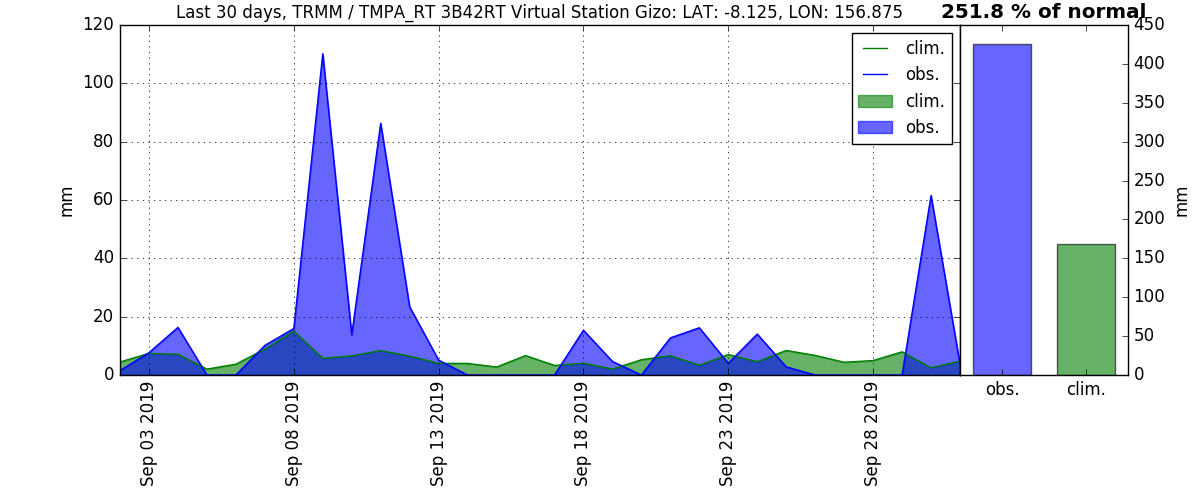 Last 30 days, TRMM / TMPA_RT 3B42RT Virtual Station Gizo: LAT: -8.125, LON: 156.875
251.8 % of normal
120
100
80
60
40
20
0
mm
clim.
obs.
clim.
obs.
450
400
350
300
250
200
150
100
50
0
mm
Sep 03 2019
Sep 08 2019
Sep 13 2019
Sep 18 2019
Sep 23 2019
Sep 28 2019
obs.
clim.